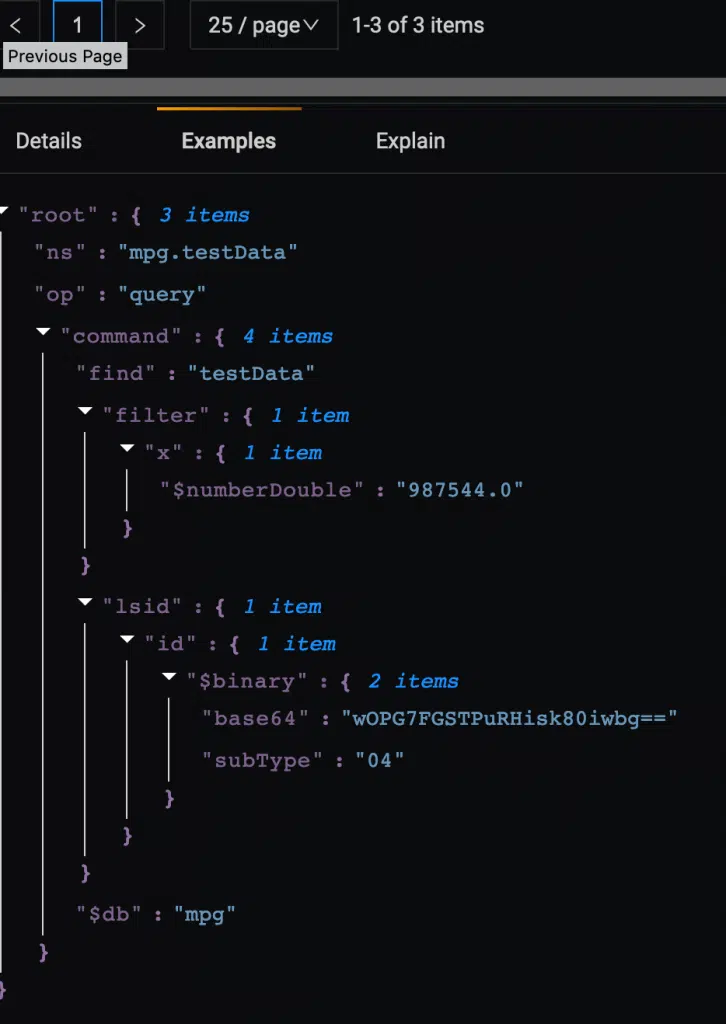 < 1 > 25 / page 1-3 of 3 items
Previous Page
Details Examples Explain
"root" : { 3 items
"ns" : "mpg.testData"
"op" : "query"
"command" : { 4 items
"find" : "testData"
"filter" : { 1 item
"x" : { 1 item
"$numberDouble" : "987544.0"
}
}
"lsid" : { 1 item
"id" : { 1 item
"$binary" : { 2 items
"base64" : "wOPG7FGSTPuRHisk80iwbg=="
"subType" : "04"
}
}
}
"$db" : "mpg"
}
}